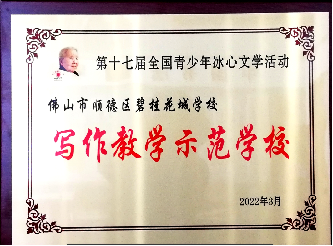 第十七届全国青少年冰心文学活动
佛山市顺德区碧桂花城学校
写作教学示范学校
2022年3月